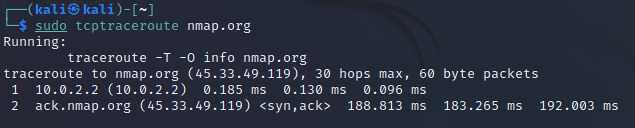 ┌──(kali㉿kali)-[~]
└─$ sudo tcptraceroute nmap.org
Running:
        traceroute -T -O info nmap.org
traceroute to nmap.org (45.33.49.119), 30 hops max, 60 byte packets
 1  10.0.2.2 (10.0.2.2)  0.185 ms  0.130 ms  0.096 ms
 2  ack.nmap.org (45.33.49.119) <syn,ack>  188.813 ms  183.265 ms  192.003 ms